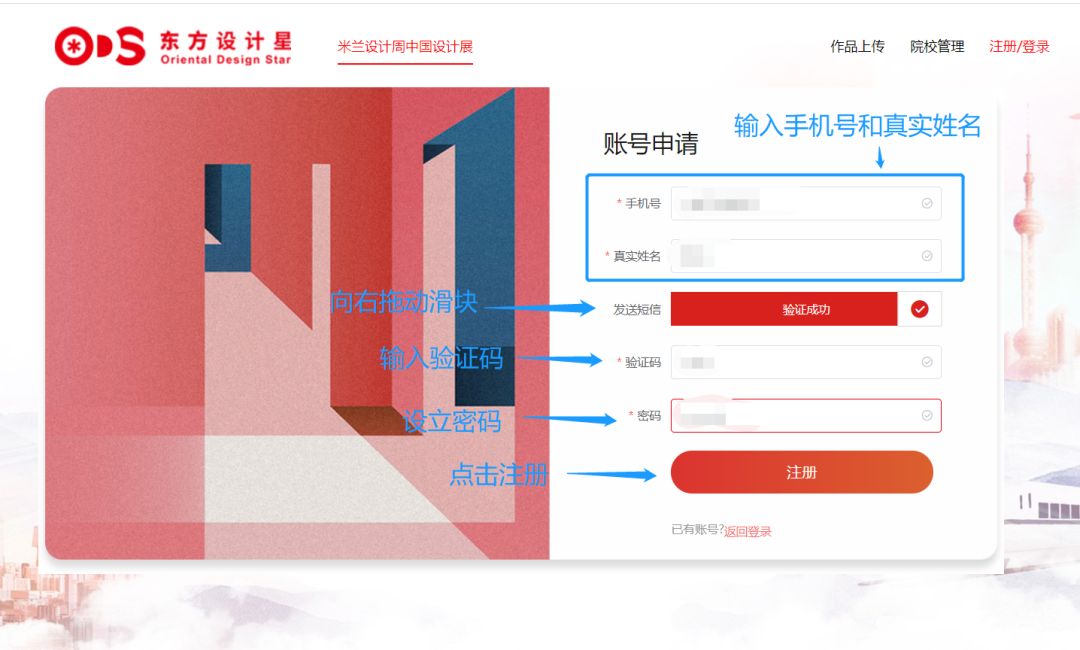 ODS 东方设计星
Oriental Design Star
米兰设计周中国设计展
作品上传 院校管理 注册/登录
输入手机号和真实姓名
账号申请
* 手机号
* 真实姓名
向右拖动滑块
发送短信 验证成功
输入验证码
* 验证码
设立密码
* 密码
点击注册
注册
已有账号?返回登录